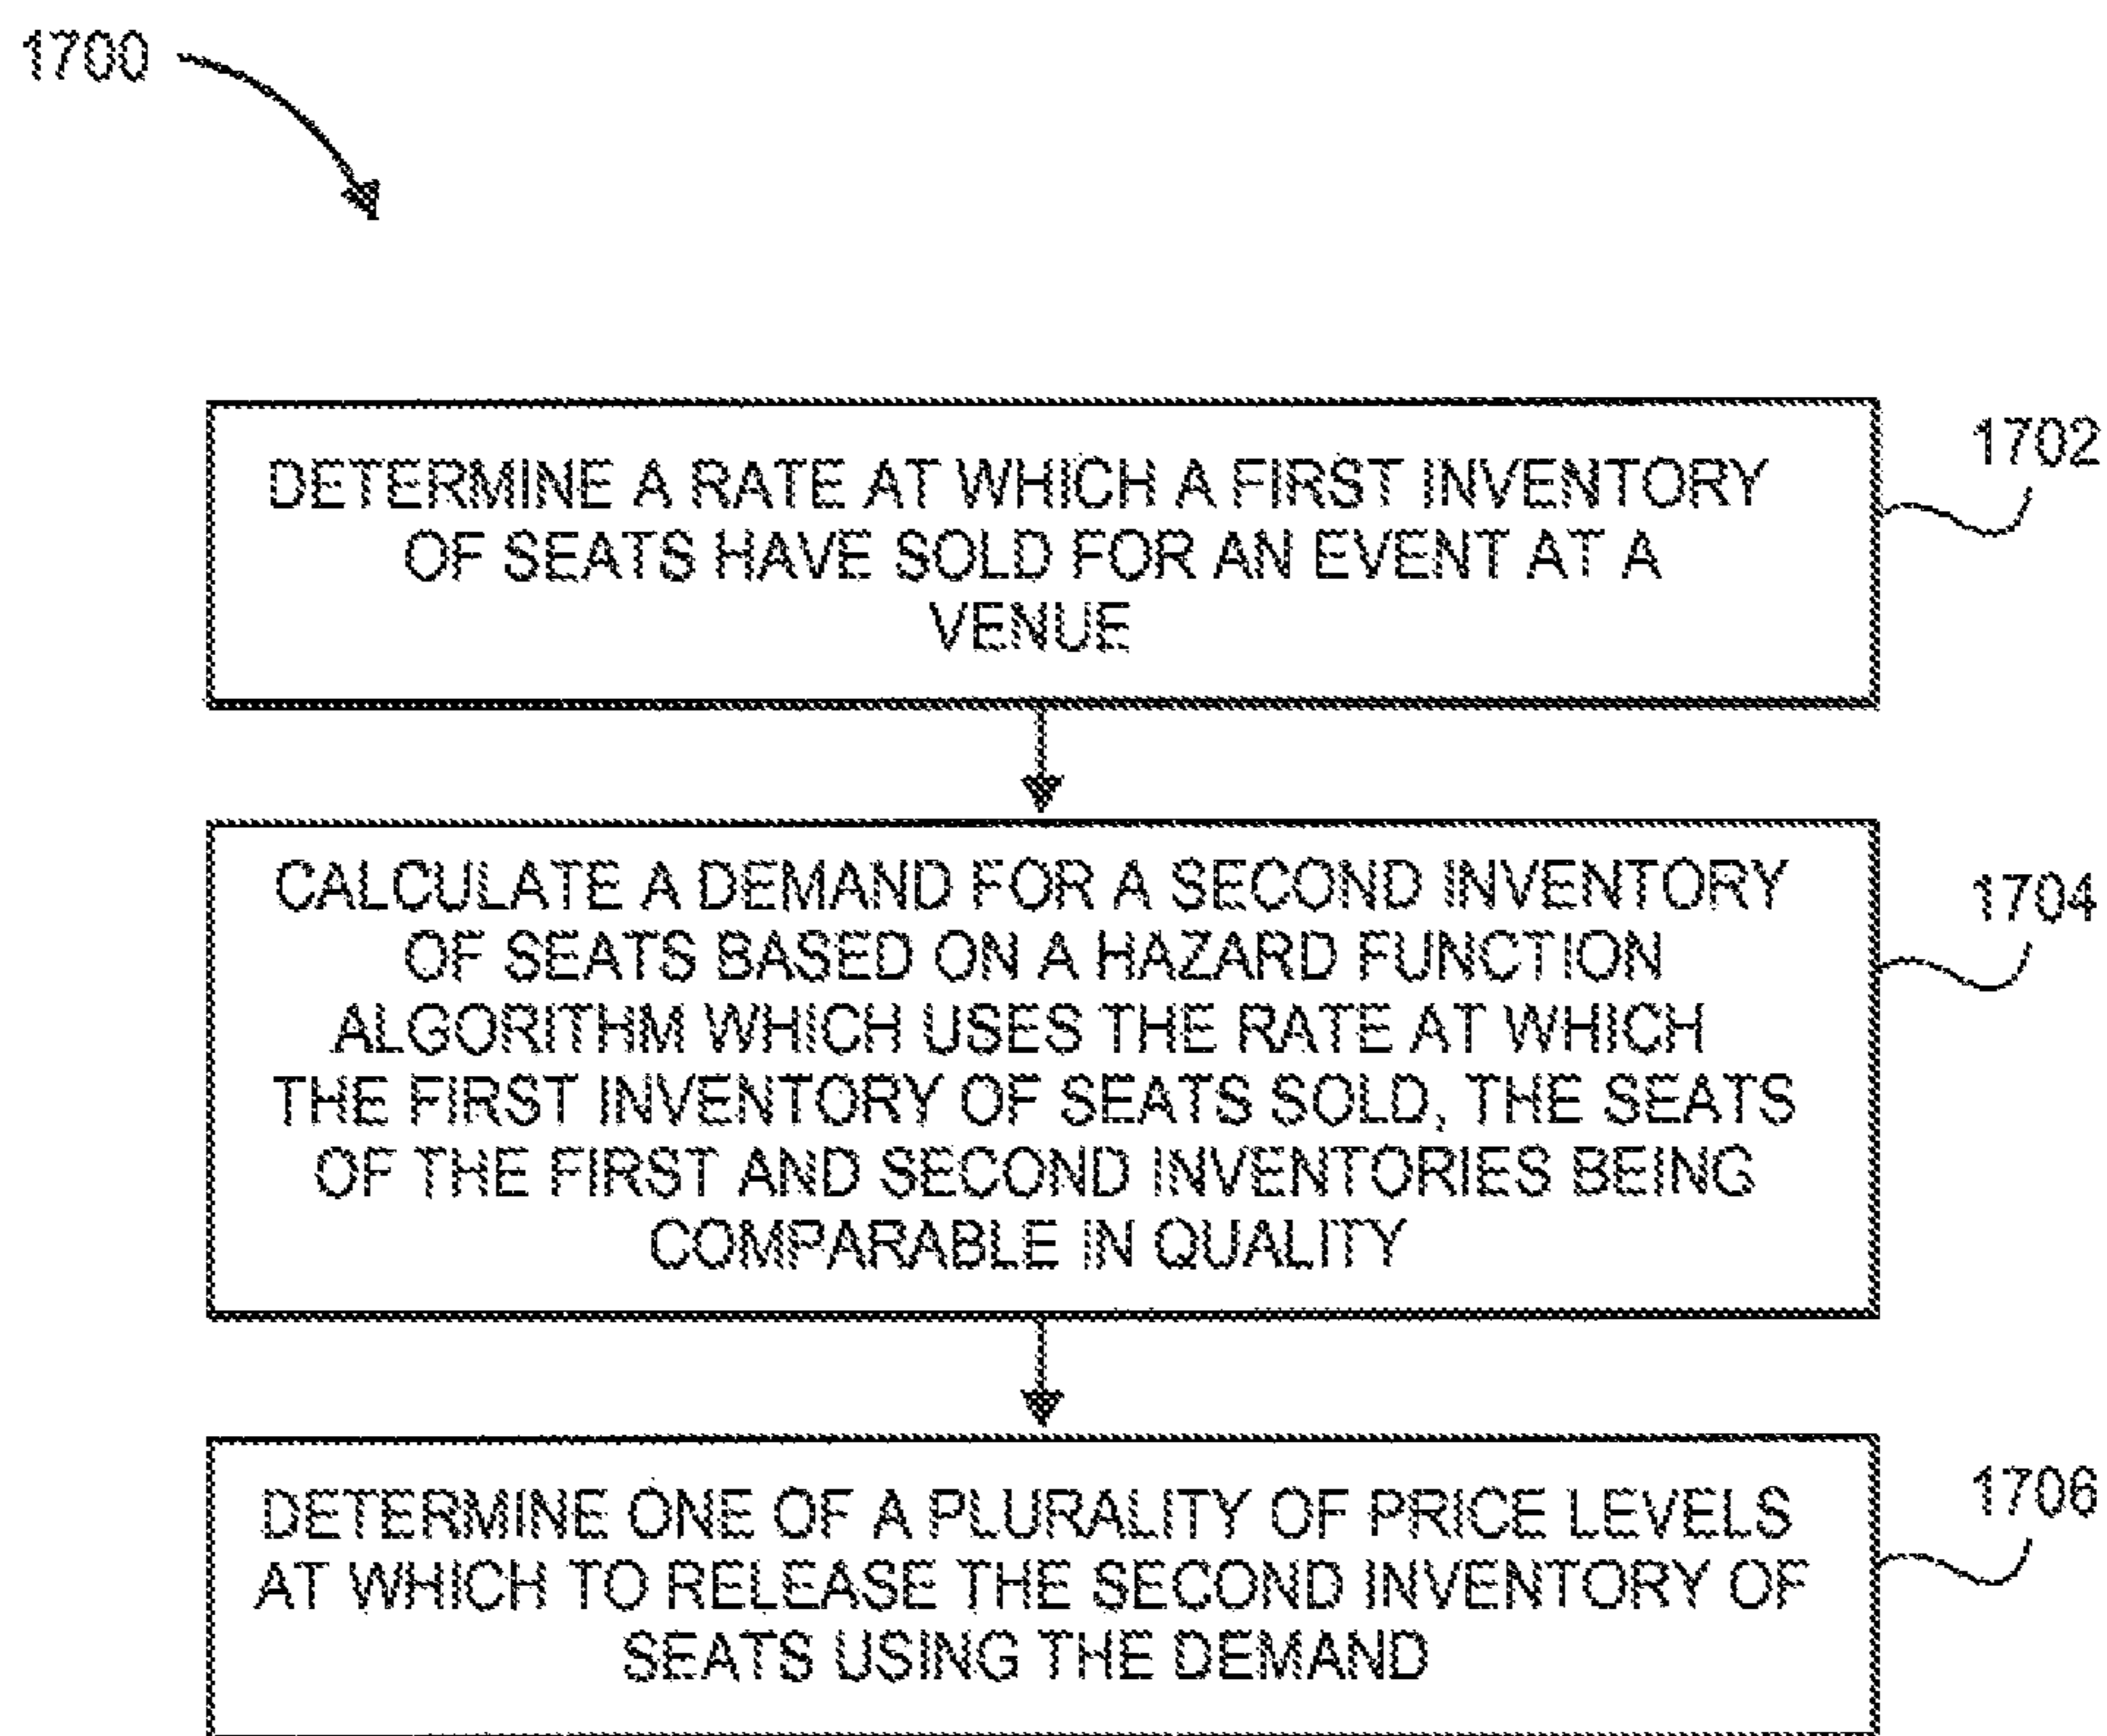 1700
DETERMINE A RATE AT WHICH A FIRST INVENTORY
OF SEATS HAVE SOLD FOR AN EVENT AT A
VENUE
1702
CALCULATE A DEMAND FOR A SECOND INVENTORY
OF SEATS BASED ON A HAZARD FUNCTION
ALGORITHM WHICH USES THE RATE AT WHICH
THE FIRST INVENTORY OF SEATS SOLD, THE SEATS
OF THE FIRST AND SECOND INVENTORIES BEING
COMPARABLE IN QUALITY
1704
DETERMINE ONE OF A PLURALITY OF PRICE LEVELS
AT WHICH TO RELEASE THE SECOND INVENTORY OF
SEATS USING THE DEMAND
1706